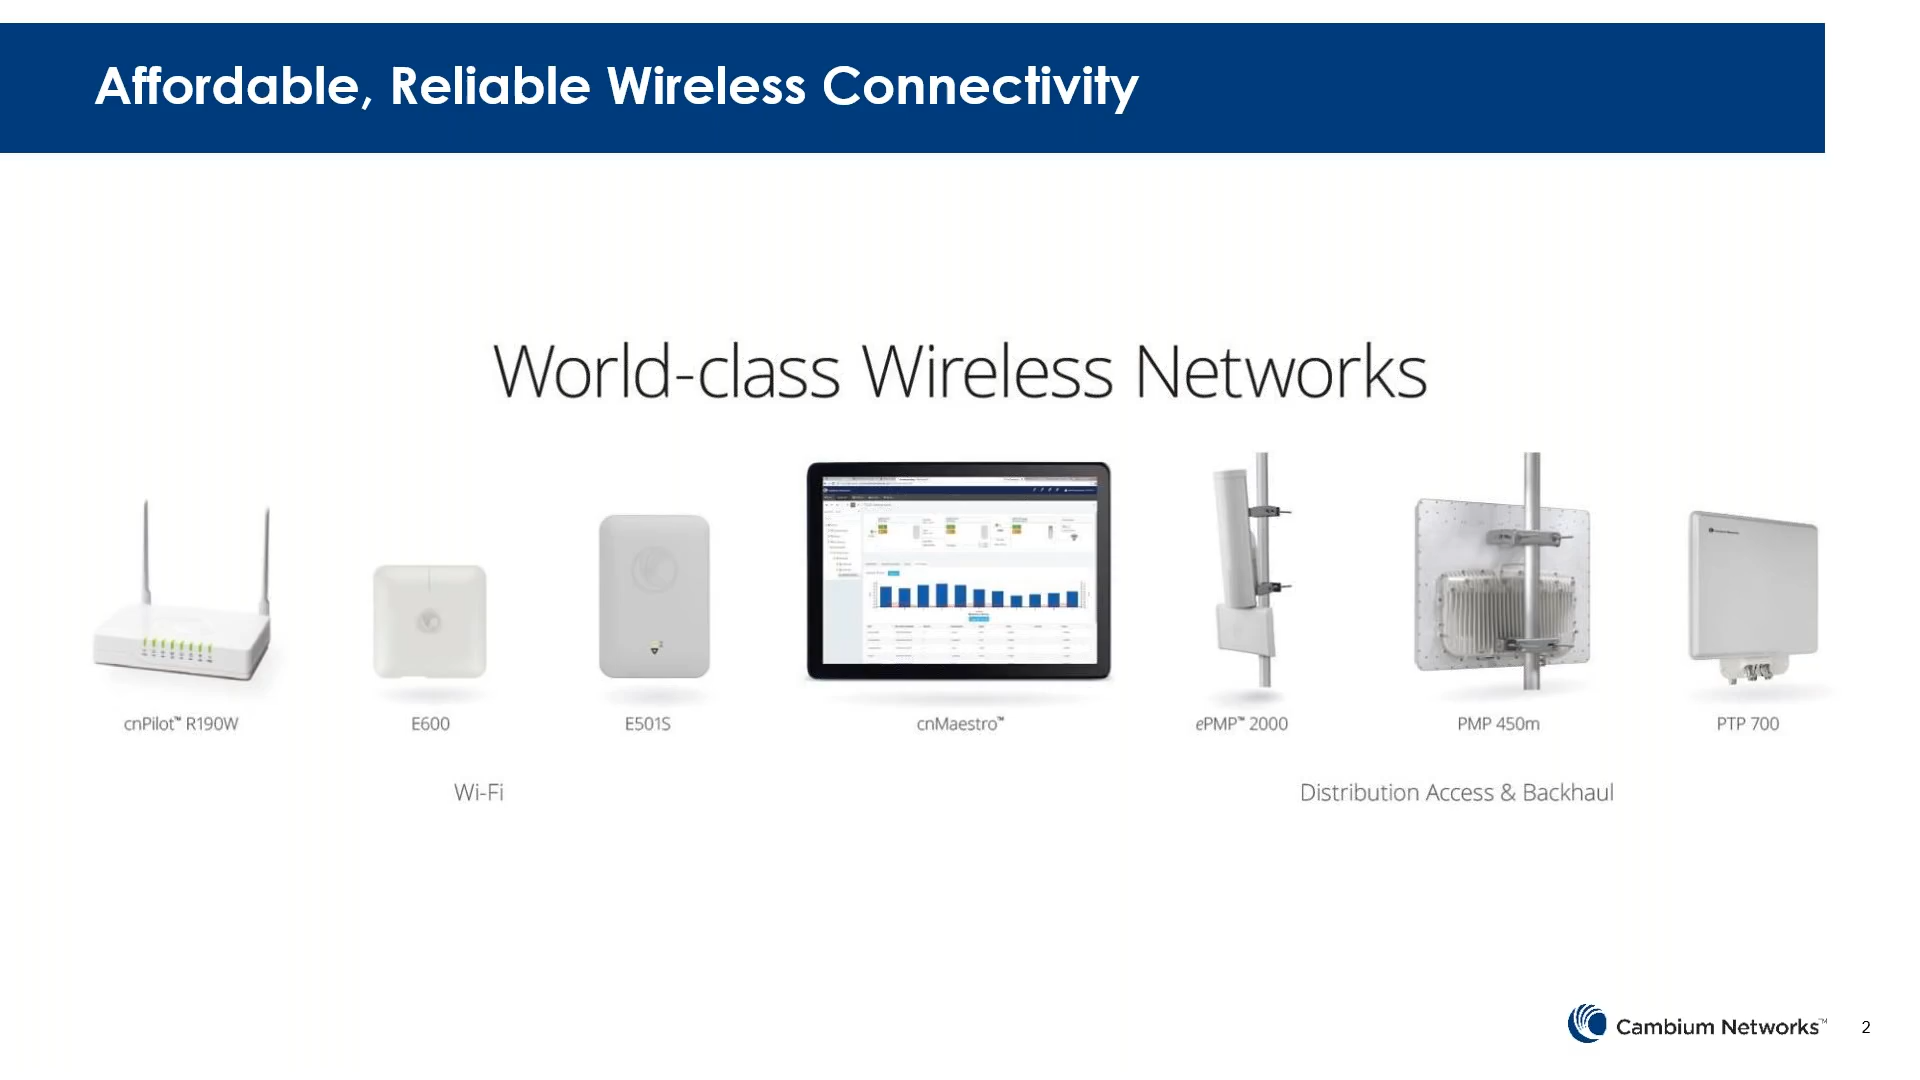 Affordable, Reliable Wireless Connectivity
World-class Wireless Networks
cnPilot™ R190W
E600
E501S
cnMaestro™
ePMP™ 2000
PMP 450m
PTP 700
Wi-Fi
Distribution Access & Backhaul
Cambium Networks™
2